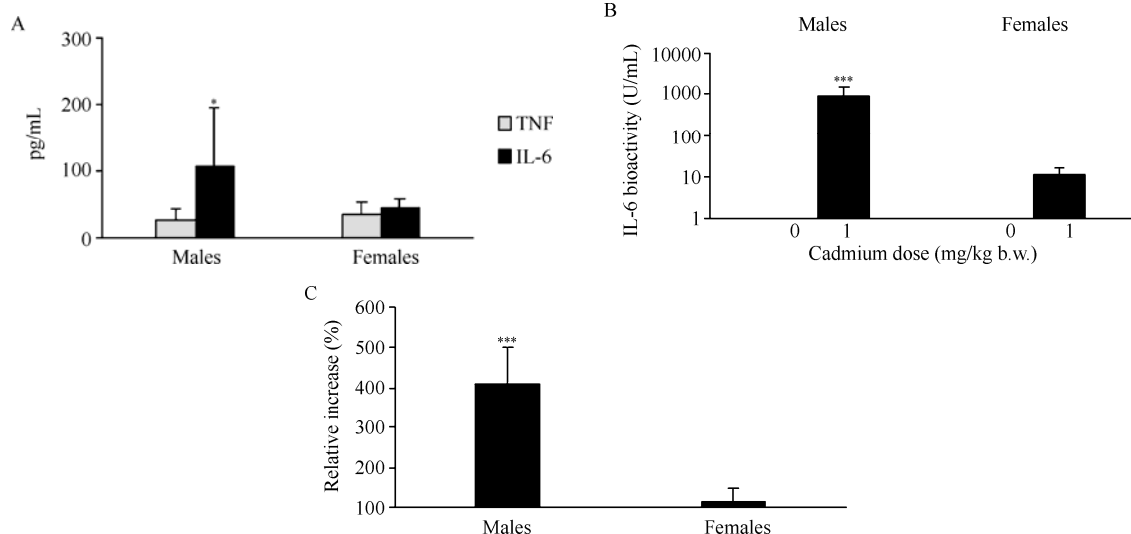 A
300
200
100
0
pg/mL
*
TNF
IL-6
Males
Females
B
Males
Females
10000
1000
100
10
1
IL-6 bioactivity (U/mL)
***
0
1
0
1
Cadmium dose (mg/kg b.w.)
C
600
500
400
300
200
100
Relative increase (%)
***
Males
Females